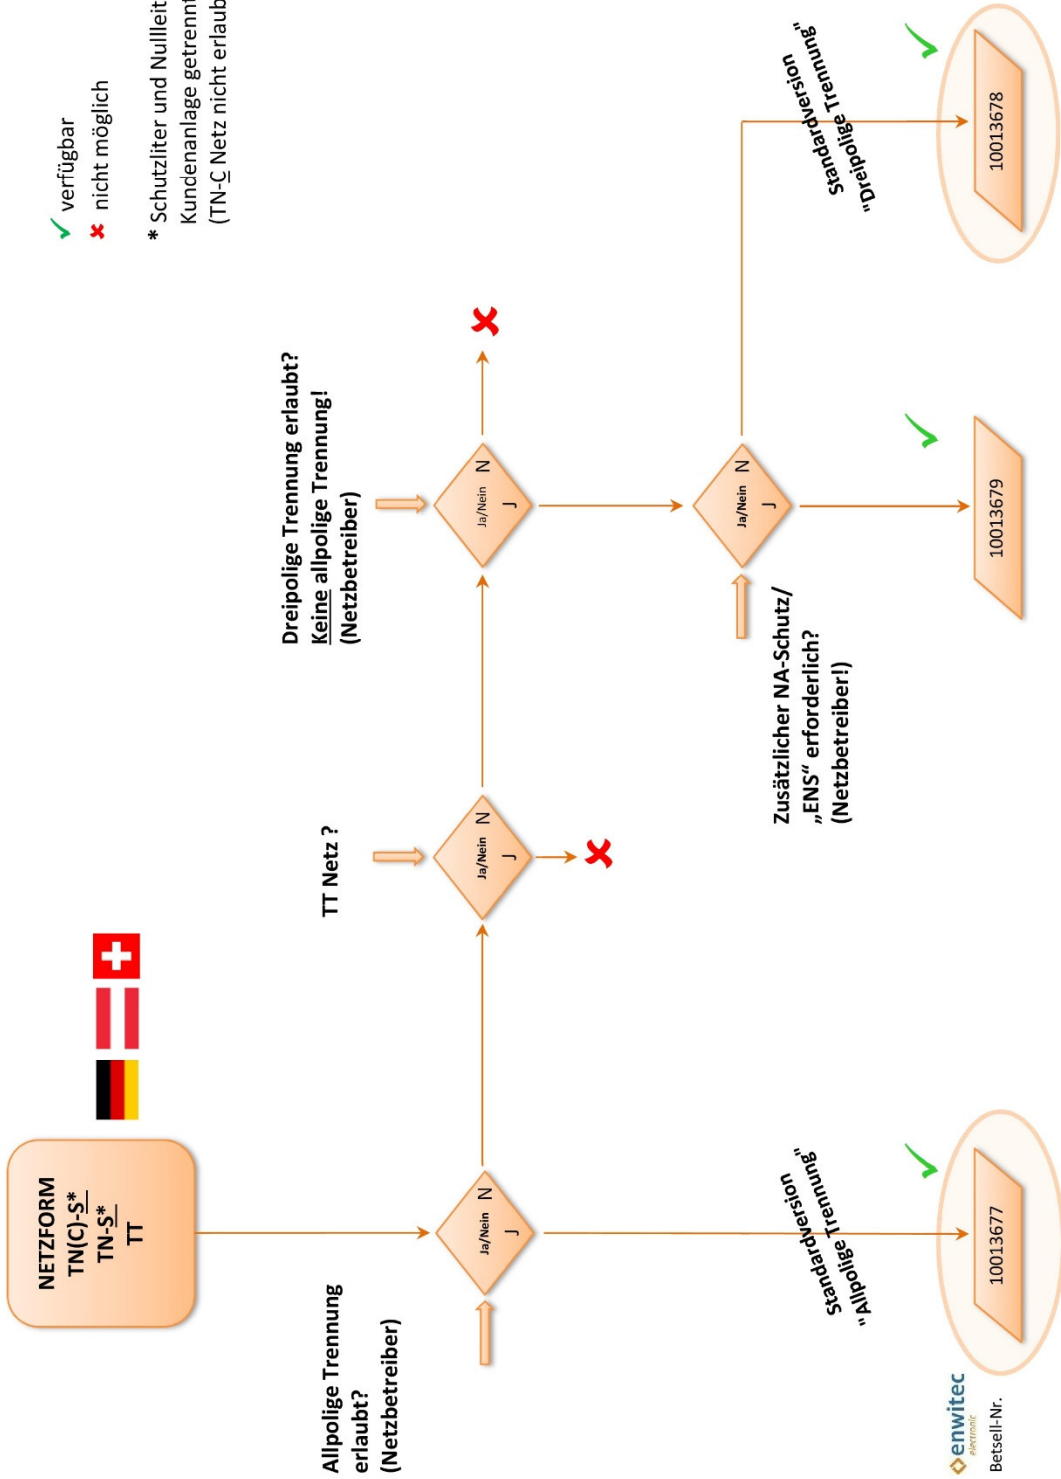 NETZFORM
TN(C)-S*
TN-S*
TT
verfügbar
nicht möglich
* Schutzliter und Nullleit
Kundenanlage getrennt
(TN-C Netz nicht erlaub
Allpolige Trennung
erlaubt?
(Netzbetreiber)
Ja/Nein N
J
TT Netz ?
Ja/Nein N
J
Dreipolige Trennung erlaubt?
Keine allpolige Trennung!
(Netzbetreiber)
Ja/Nein N
J
Zusätzlicher NA-Schutz/
„ENS“ erforderlich?
(Netzbetreiber!)
Ja/Nein N
J
Standardversion
"Allpolige Trennung"
Standardversion
"Dreipolige Trennung"
enwitec
electronic
Betsell-Nr.
10013677
10013679
10013678